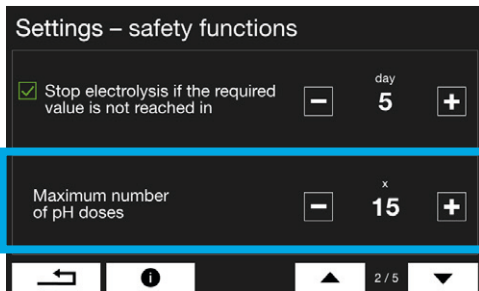 Settings – safety functions
Stop electrolysis if the required
value is not reached in
day
5
Maximum number
of pH doses
x
15
2/5